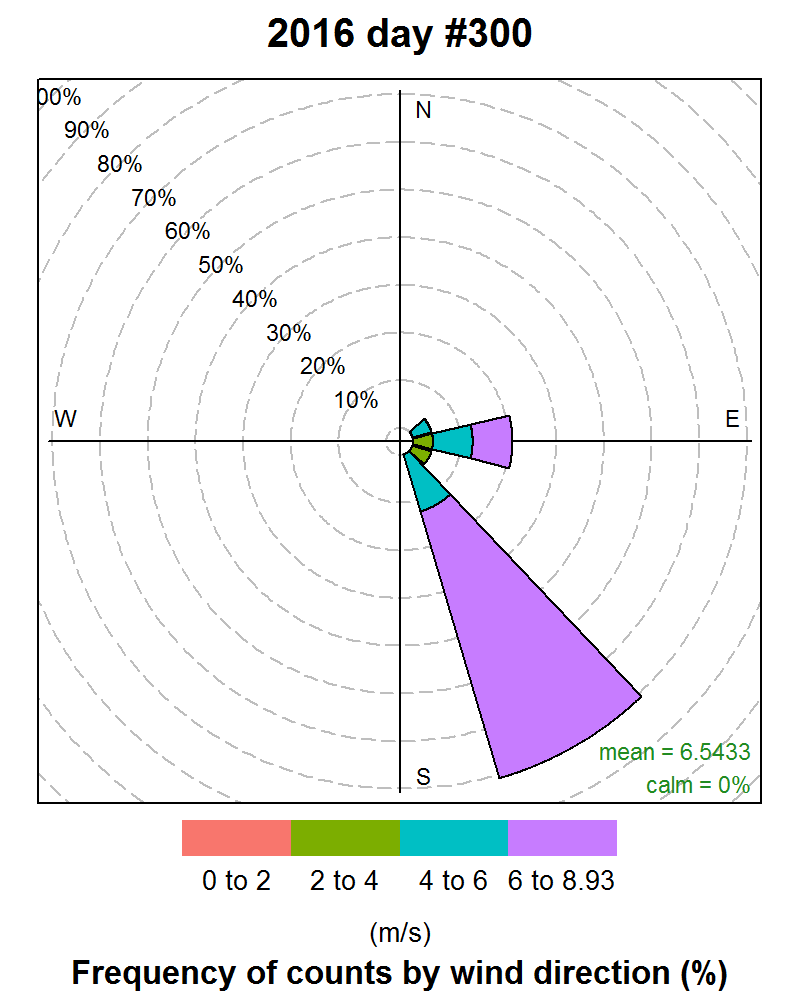 2016 day #300
00%
90%
80%
70%
60%
50%
40%
30%
20%
10%
N
W
E
S
mean = 6.5433
calm = 0%
0 to 2 2 to 4 4 to 6 6 to 8.93
(m/s)
Frequency of counts by wind direction (%)